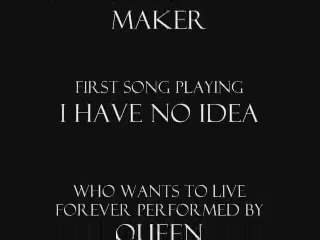 MAKER
FIRST SONG PLAYING
I HAVE NO IDEA
WHO WANTS TO LIVE
FOREVER PERFORMED BY
QUEEN